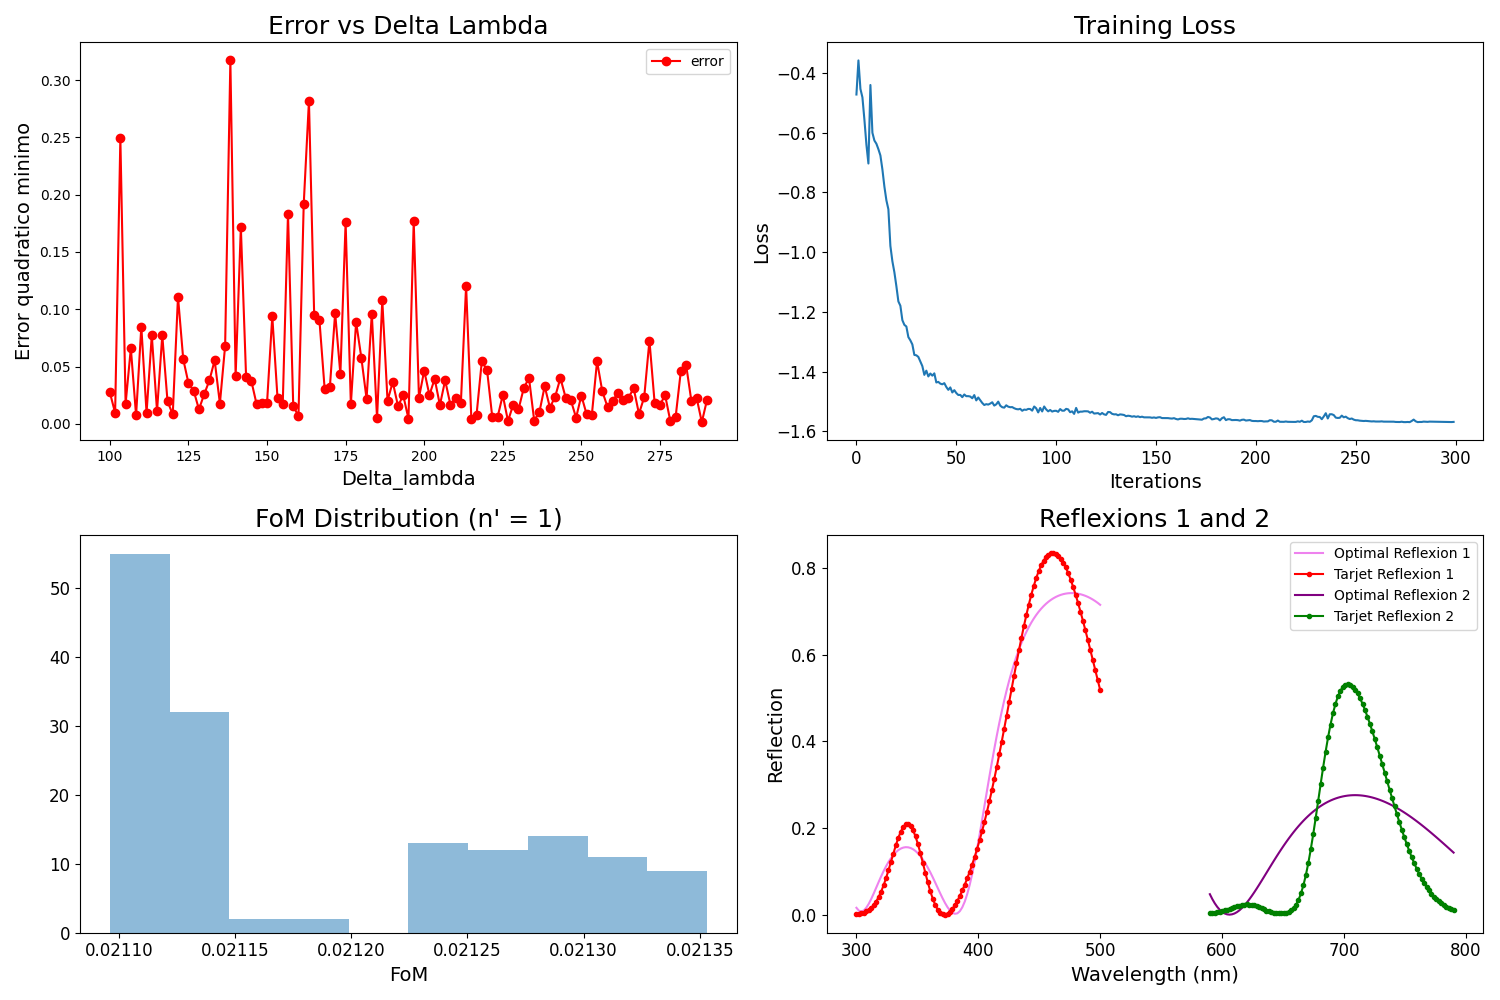 Error vs Delta Lambda
Error quadratico minimo
0.30
0.25
0.20
0.15
0.10
0.05
0.00
error
100 125 150 175 200 225 250 275
Delta_lambda
Training Loss
Loss
−0.4
−0.6
−0.8
−1.0
−1.2
−1.4
−1.6
0 50 100 150 200 250 300
Iterations
FoM Distribution (n' = 1)
50
40
30
20
10
0
0.02110 0.02115 0.02120 0.02125 0.02130 0.02135
FoM
Reflexions 1 and 2
Reflection
0.8
0.6
0.4
0.2
0.0
Optimal Reflexion 1
Tarjet Reflexion 1
Optimal Reflexion 2
Tarjet Reflexion 2
300 400 500 600 700 800
Wavelength (nm)